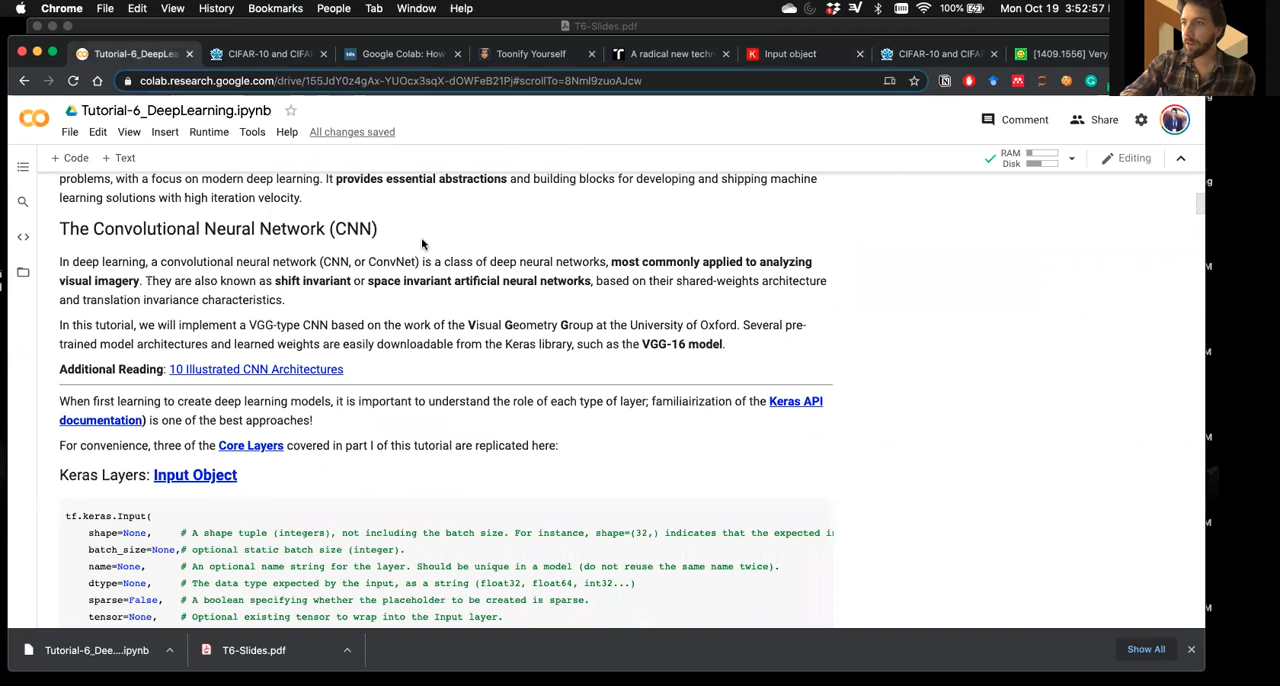 Chrome File Edit View History Bookmarks People Tab Window Help 100% Mon Oct 19 3:52:57
T6-Slides.pdf
Tutorial-6_DeepLea CIFAR-10 and CIFA Google Colab: How Toonify Yourself A radical new techn Input object CIFAR-10 and CIFA [1409.1556] Very
colab.research.google.com/drive/155JdY0z4gAx-YUOcx3sqX-dOWFeB21Pj#scrollTo=8Nml9zuoAJcw
Tutorial-6_DeepLearning.ipynb
Comment Share
File Edit View Insert Runtime Tools Help All changes saved
+ Code + Text RAM Disk Editing
problems, with a focus on modern deep learning. It provides essential abstractions and building blocks for developing and shipping machine
learning solutions with high iteration velocity.
The Convolutional Neural Network (CNN)
In deep learning, a convolutional neural network (CNN, or ConvNet) is a class of deep neural networks, most commonly applied to analyzing
visual imagery. They are also known as shift invariant or space invariant artificial neural networks, based on their shared-weights architecture
and translation invariance characteristics.
In this tutorial, we will implement a VGG-type CNN based on the work of the Visual Geometry Group at the University of Oxford. Several pre-
trained model architectures and learned weights are easily downloadable from the Keras library, such as the VGG-16 model.
Additional Reading: 10 Illustrated CNN Architectures
When first learning to create deep learning models, it is important to understand the role of each type of layer; familiairization of the Keras API
documentation) is one of the best approaches!
For convenience, three of the Core Layers covered in part I of this tutorial are replicated here:
Keras Layers: Input Object
tf.keras.Input(
shape=None, # A shape tuple (integers), not including the batch size. For instance, shape=(32,) indicates that the expected in
batch_size=None,# optional static batch size (integer).
name=None, # An optional name string for the layer. Should be unique in a model (do not reuse the same name twice).
dtype=None, # The data type expected by the input, as a string (float32, float64, int32...)
sparse=False, # A boolean specifying whether the placeholder to be created is sparse.
tensor=None, # Optional existing tensor to wrap into the Input layer.
Tutorial-6_Dee....ipynb T6-Slides.pdf Show All